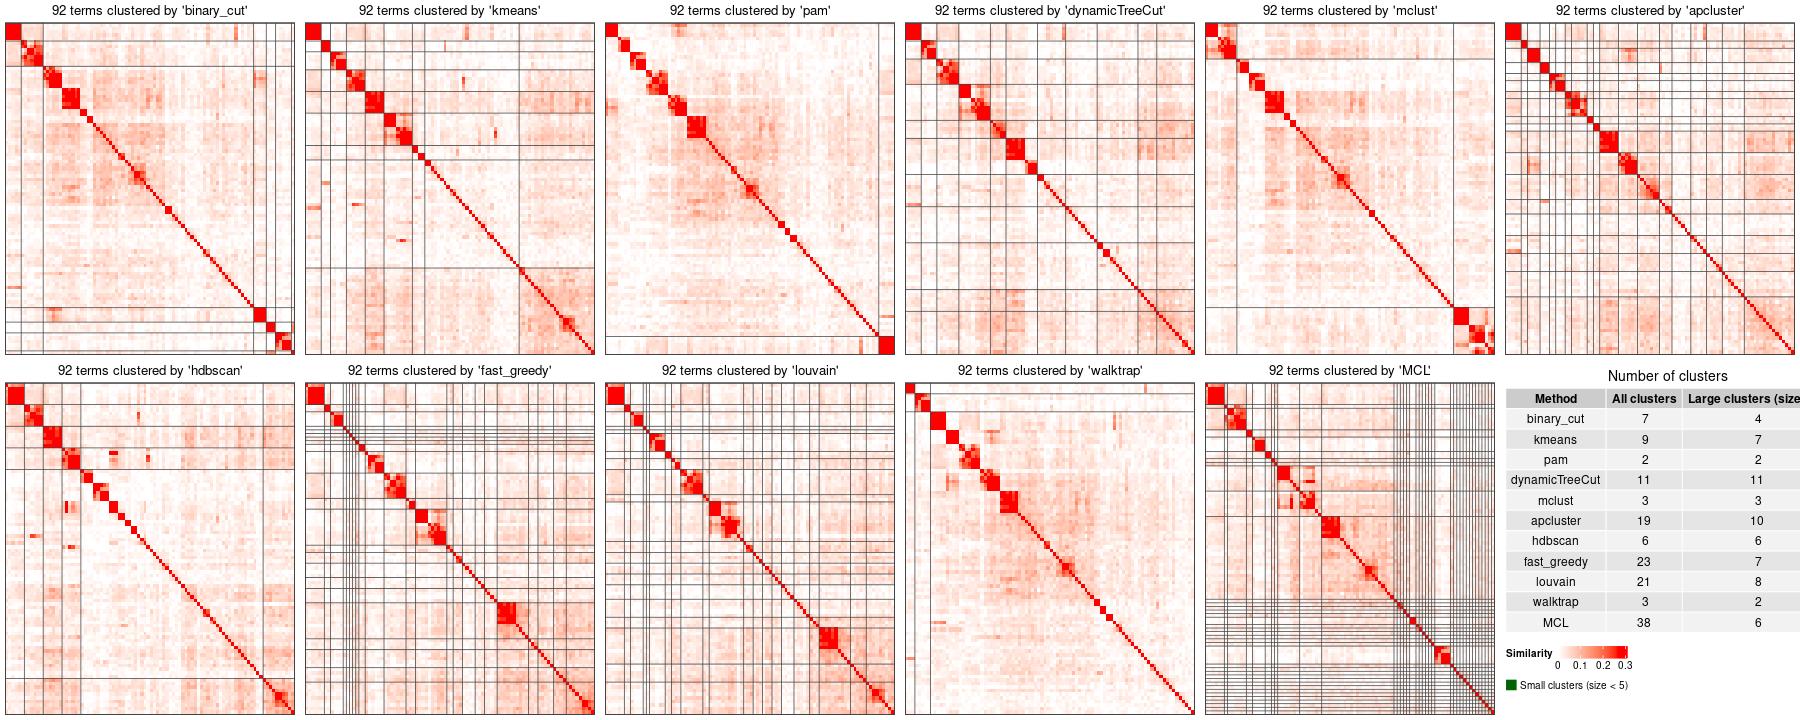 92 terms clustered by 'binary_cut'
92 terms clustered by 'kmeans'
92 terms clustered by 'pam'
92 terms clustered by 'dynamicTreeCut'
92 terms clustered by 'mclust'
92 terms clustered by 'apcluster'
92 terms clustered by 'hdbscan'
92 terms clustered by 'fast_greedy'
92 terms clustered by 'louvain'
92 terms clustered by 'walktrap'
92 terms clustered by 'MCL'
Number of clusters
Method All clusters Large clusters (size
binary_cut 7 4
kmeans 9 7
pam 2 2
dynamicTreeCut 11 11
mclust 3 3
apcluster 19 10
hdbscan 6 6
fast_greedy 23 7
louvain 21 8
walktrap 3 2
MCL 38 6
Similarity
0 0.1 0.2 0.3
Small clusters (size < 5)